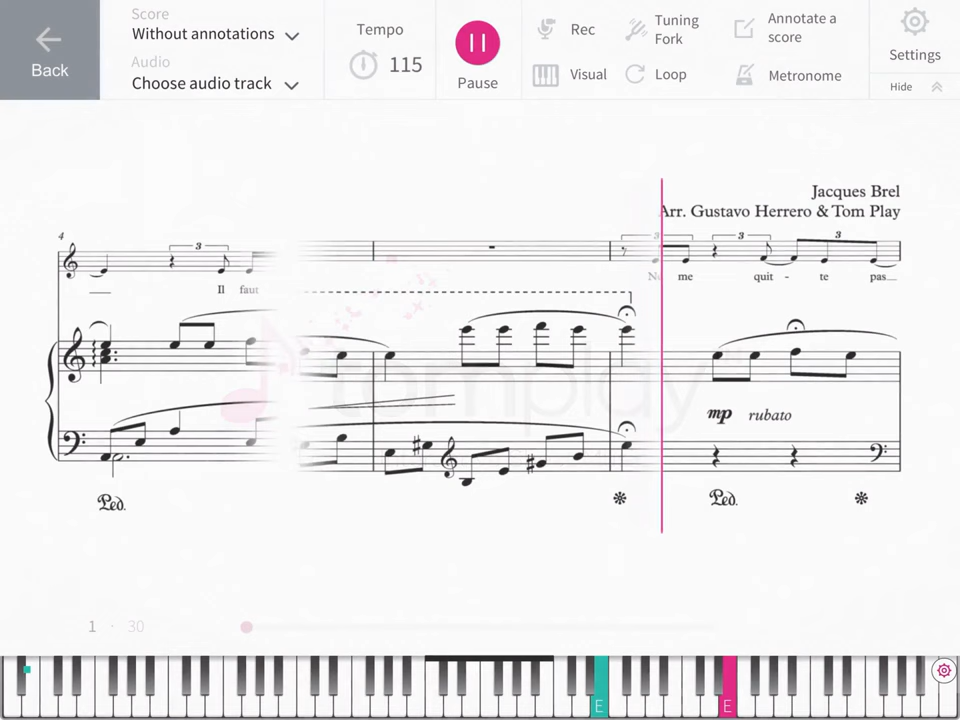 Back
Score
Without annotations
Audio
Choose audio track
Tempo
115
Pause
Rec
Visual
Tuning
Fork
Loop
Annotate a
score
Metronome
Settings
Hide
Jacques Brel
Arr. Gustavo Herrero & Tom Play
4
3
3
3
3
Il faut
Ne me quit - te pas
tomplay
mp rubato
Ped.
Ped.
1 · 30
E
E